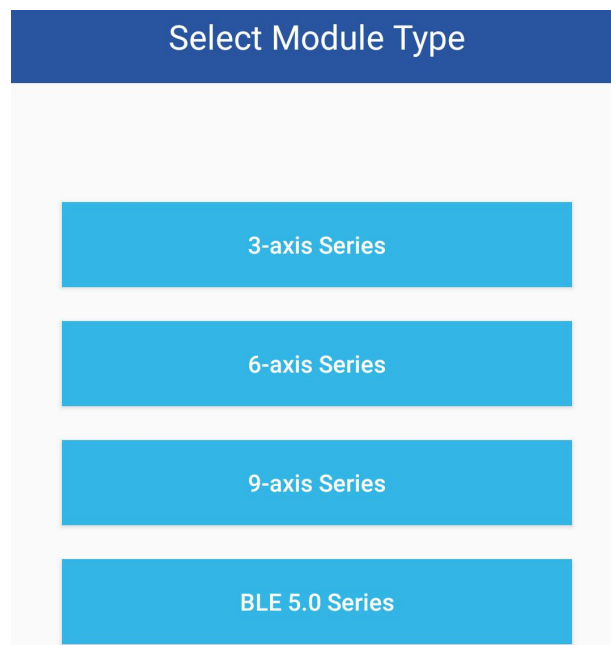 Select Module Type
3-axis Series
6-axis Series
9-axis Series
BLE 5.0 Series